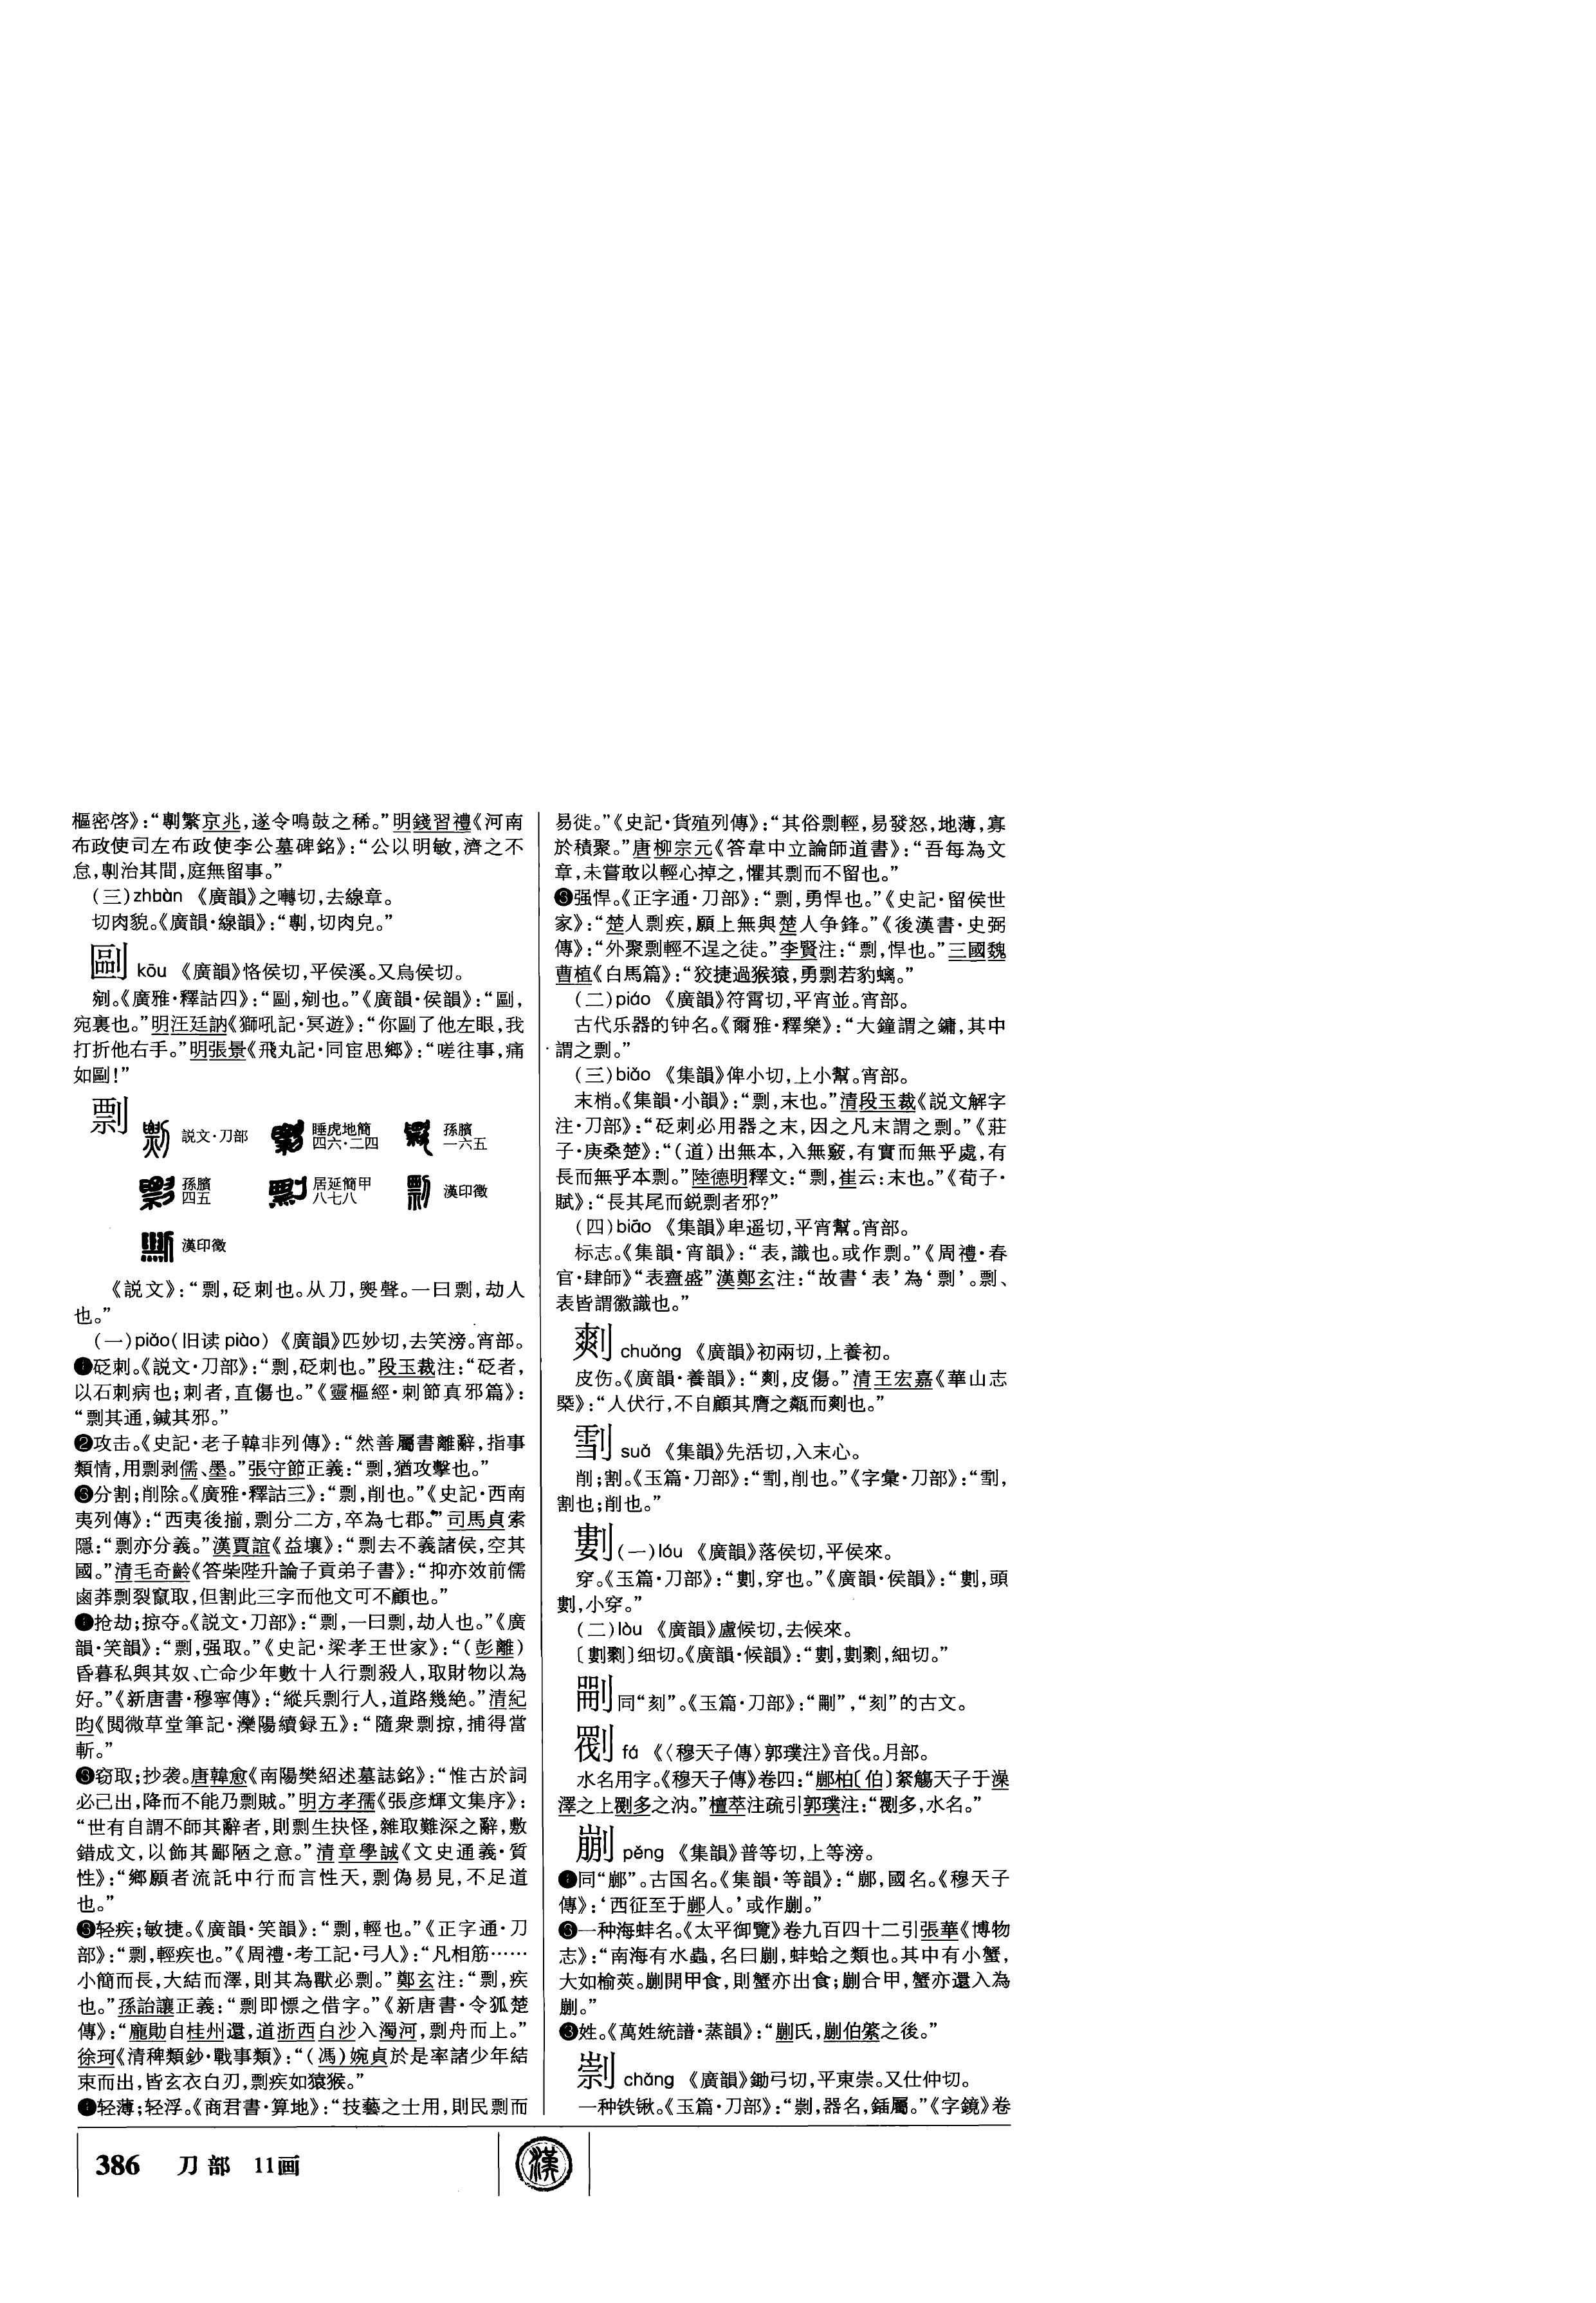 樞密啓》：“剸繁京兆，遂令鳴鼓之稀。”明錢習禮《河南
布政使司左布政使李公墓碑銘》：“公以明敏，濟之不
怠，剸治其間，庭無留事。”
（三）zhuàn 《廣韻》之囀切，去線章。
切肉貌。《廣韻·線韻》：“剸，切肉皃。”
剾 kōu 《廣韻》恪侯切，平侯溪。又烏侯切。
剜。《廣雅·釋詁四》：“剾，剜也。”《廣韻·侯韻》：“剾，
宛裏也。”明汪廷訥《獅吼記·冥遊》：“你剾了他左眼，我
打折他右手。”明張景《飛丸記·同宦思鄉》：“嗟往事，痛
如剾！”
剽
説文·刀部 睡虎地簡四六·二四 孫臏一六五
孫臏四五 居延簡甲八七八 漢印徵
漢印徵
《説文》：“剽，砭刺也。从刀，㷠聲。一曰剽，劫人
也。”
（一）piǎo（旧读 piào）《廣韻》匹妙切，去笑滂。宵部。
❶砭刺。《説文·刀部》：“剽，砭刺也。”段玉裁注：“砭者，
以石刺病也；刺者，直傷也。”《靈樞經·刺節真邪篇》：
“剽其通，鍼其邪。”
❷攻击。《史記·老子韓非列傳》：“然善屬書離辭，指事
類情，用剽剥儒、墨。”張守節正義：“剽，猶攻擊也。”
❸分割；削除。《廣雅·釋詁三》：“剽，削也。”《史記·西南
夷列傳》：“西夷後揃，剽分二方，卒為七郡。”司馬貞索
隱：“剽亦分義。”漢賈誼《益壤》：“剽去不義諸侯，空其
國。”清毛奇齡《答柴陛升論子貢弟子書》：“抑亦效前儒
鹵莽剽裂竄取，但割此三字而他文可不顧也。”
❹抢劫；掠夺。《説文·刀部》：“剽，一曰剽，劫人也。”《廣
韻·笑韻》：“剽，强取。”《史記·梁孝王世家》：“（彭離）
昏暮私與其奴、亡命少年數十人行剽殺人，取財物以為
好。”《新唐書·穆寧傳》：“縱兵剽行人，道路幾絶。”清紀
昀《閲微草堂筆記·灤陽續録五》：“隨衆剽掠，捕得當
斬。”
❺窃取；抄袭。唐韓愈《南陽樊紹述墓誌銘》：“惟古於詞
必己出，降而不能乃剽賊。”明方孝孺《張彦輝文集序》：
“世有自謂不師其辭者，則剽生抉怪，雜取難深之辭，敷
錯成文，以飾其鄙陋之意。”清章學誠《文史通義·質
性》：“鄉願者流託中行而言性天，剽偽易見，不足道
也。”
❻轻疾；敏捷。《廣韻·笑韻》：“剽，輕也。”《正字通·刀
部》：“剽，輕疾也。”《周禮·考工記·弓人》：“凡相筋……
小簡而長，大結而澤，則其為獸必剽。”鄭玄注：“剽，疾
也。”孫詒讓正義：“剽即慓之借字。”《新唐書·令狐楚
傳》：“龐勛自桂州還，道浙西白沙入濁河，剽舟而上。”
徐珂《清稗類鈔·戰事類》：“（馮）婉貞於是率諸少年結
束而出，皆玄衣白刃，剽疾如猿猴。”
❼轻薄；轻浮。《商君書·算地》：“技藝之士用，則民剽而
易徙。”《史記·貨殖列傳》：“其俗剽輕，易發怒，地薄，寡
於積聚。”唐柳宗元《答韋中立論師道書》：“吾每為文
章，未嘗敢以輕心掉之，懼其剽而不留也。”
❽强悍。《正字通·刀部》：“剽，勇悍也。”《史記·留侯世
家》：“楚人剽疾，願上無與楚人争鋒。”《後漢書·史弼
傳》：“外聚剽輕不逞之徒。”李賢注：“剽，悍也。”三國魏
曹植《白馬篇》：“狡捷過猴猿，勇剽若豹螭。”
（二）piáo 《廣韻》符霄切，平宵並。宵部。
古代乐器的钟名。《爾雅·釋樂》：“大鐘謂之鏞，其中
謂之剽。”
（三）biǎo 《集韻》俾小切，上小幫。宵部。
末梢。《集韻·小韻》：“剽，末也。”清段玉裁《説文解字
注·刀部》：“砭刺必用器之末，因之凡末謂之剽。”《莊
子·庚桑楚》：“（道）出無本，入無竅，有實而無乎處，有
長而無乎本剽。”陸德明釋文：“剽，崔云：末也。”《荀子·
賦》：“長其尾而鋭剽者邪？”
（四）biāo 《集韻》卑遥切，平宵幫。宵部。
标志。《集韻·宵韻》：“表，識也。或作剽。”《周禮·春
官·肆師》“表齍盛”漢鄭玄注：“故書‘表’為‘剽’。剽、
表皆謂徽識也。”
㼽 chuǎng 《廣韻》初兩切，上養初。
皮伤。《廣韻·養韻》：“剠，皮傷。”清王宏嘉《華山志
槩》：“人伏行，不自顧其膺之甂而剠也。”
䨮 suǎ 《集韻》先活切，入末心。
削；割。《玉篇·刀部》：“剨，削也。”《字彙·刀部》：“剨，
割也；削也。”
剅（一）lóu 《廣韻》落侯切，平侯來。
穿。《玉篇·刀部》：“剅，穿也。”《廣韻·侯韻》：“剅，頭
剅，小穿。”
（二）lòu 《廣韻》盧候切，去候來。
〔剅剹〕细切。《廣韻·候韻》：“剅，剅剹，細切。”
同“刻”。《玉篇·刀部》：“”，“刻”的古文。
fá 《〈穆天子傳〉郭璞注》音伐。月部。
水名用字。《穆天子傳》卷四：“䣙柏〔伯〕絮觴天子于澡
澤之上多之汭。”檀萃注疏引郭璞注：“多，水名。”
剻 pěng 《集韻》普等切，上等滂。
❶同“䣙”。古国名。《集韻·等韻》：“䣙，國名。《穆天子
傳》：‘西征至于䣙人。’或作剻。”
❷一种海蚌名。《太平御覽》卷九百四十二引張華《博物
志》：“南海有水蟲，名曰剻，蚌蛤之類也。其中有小蟹，
大如榆莢。剻開甲食，則蟹亦出食；剻合甲，蟹亦還入為
剻。”
❸姓。《萬姓統譜·蒸韻》：“剻氏，剻伯綮之後。”
剬 chǎng 《廣韻》鋤弓切，平東崇。又仕仲切。
一种铁锹。《玉篇·刀部》：“，器名，鍤屬。”《字鏡》卷
386 刀部 11画
漢